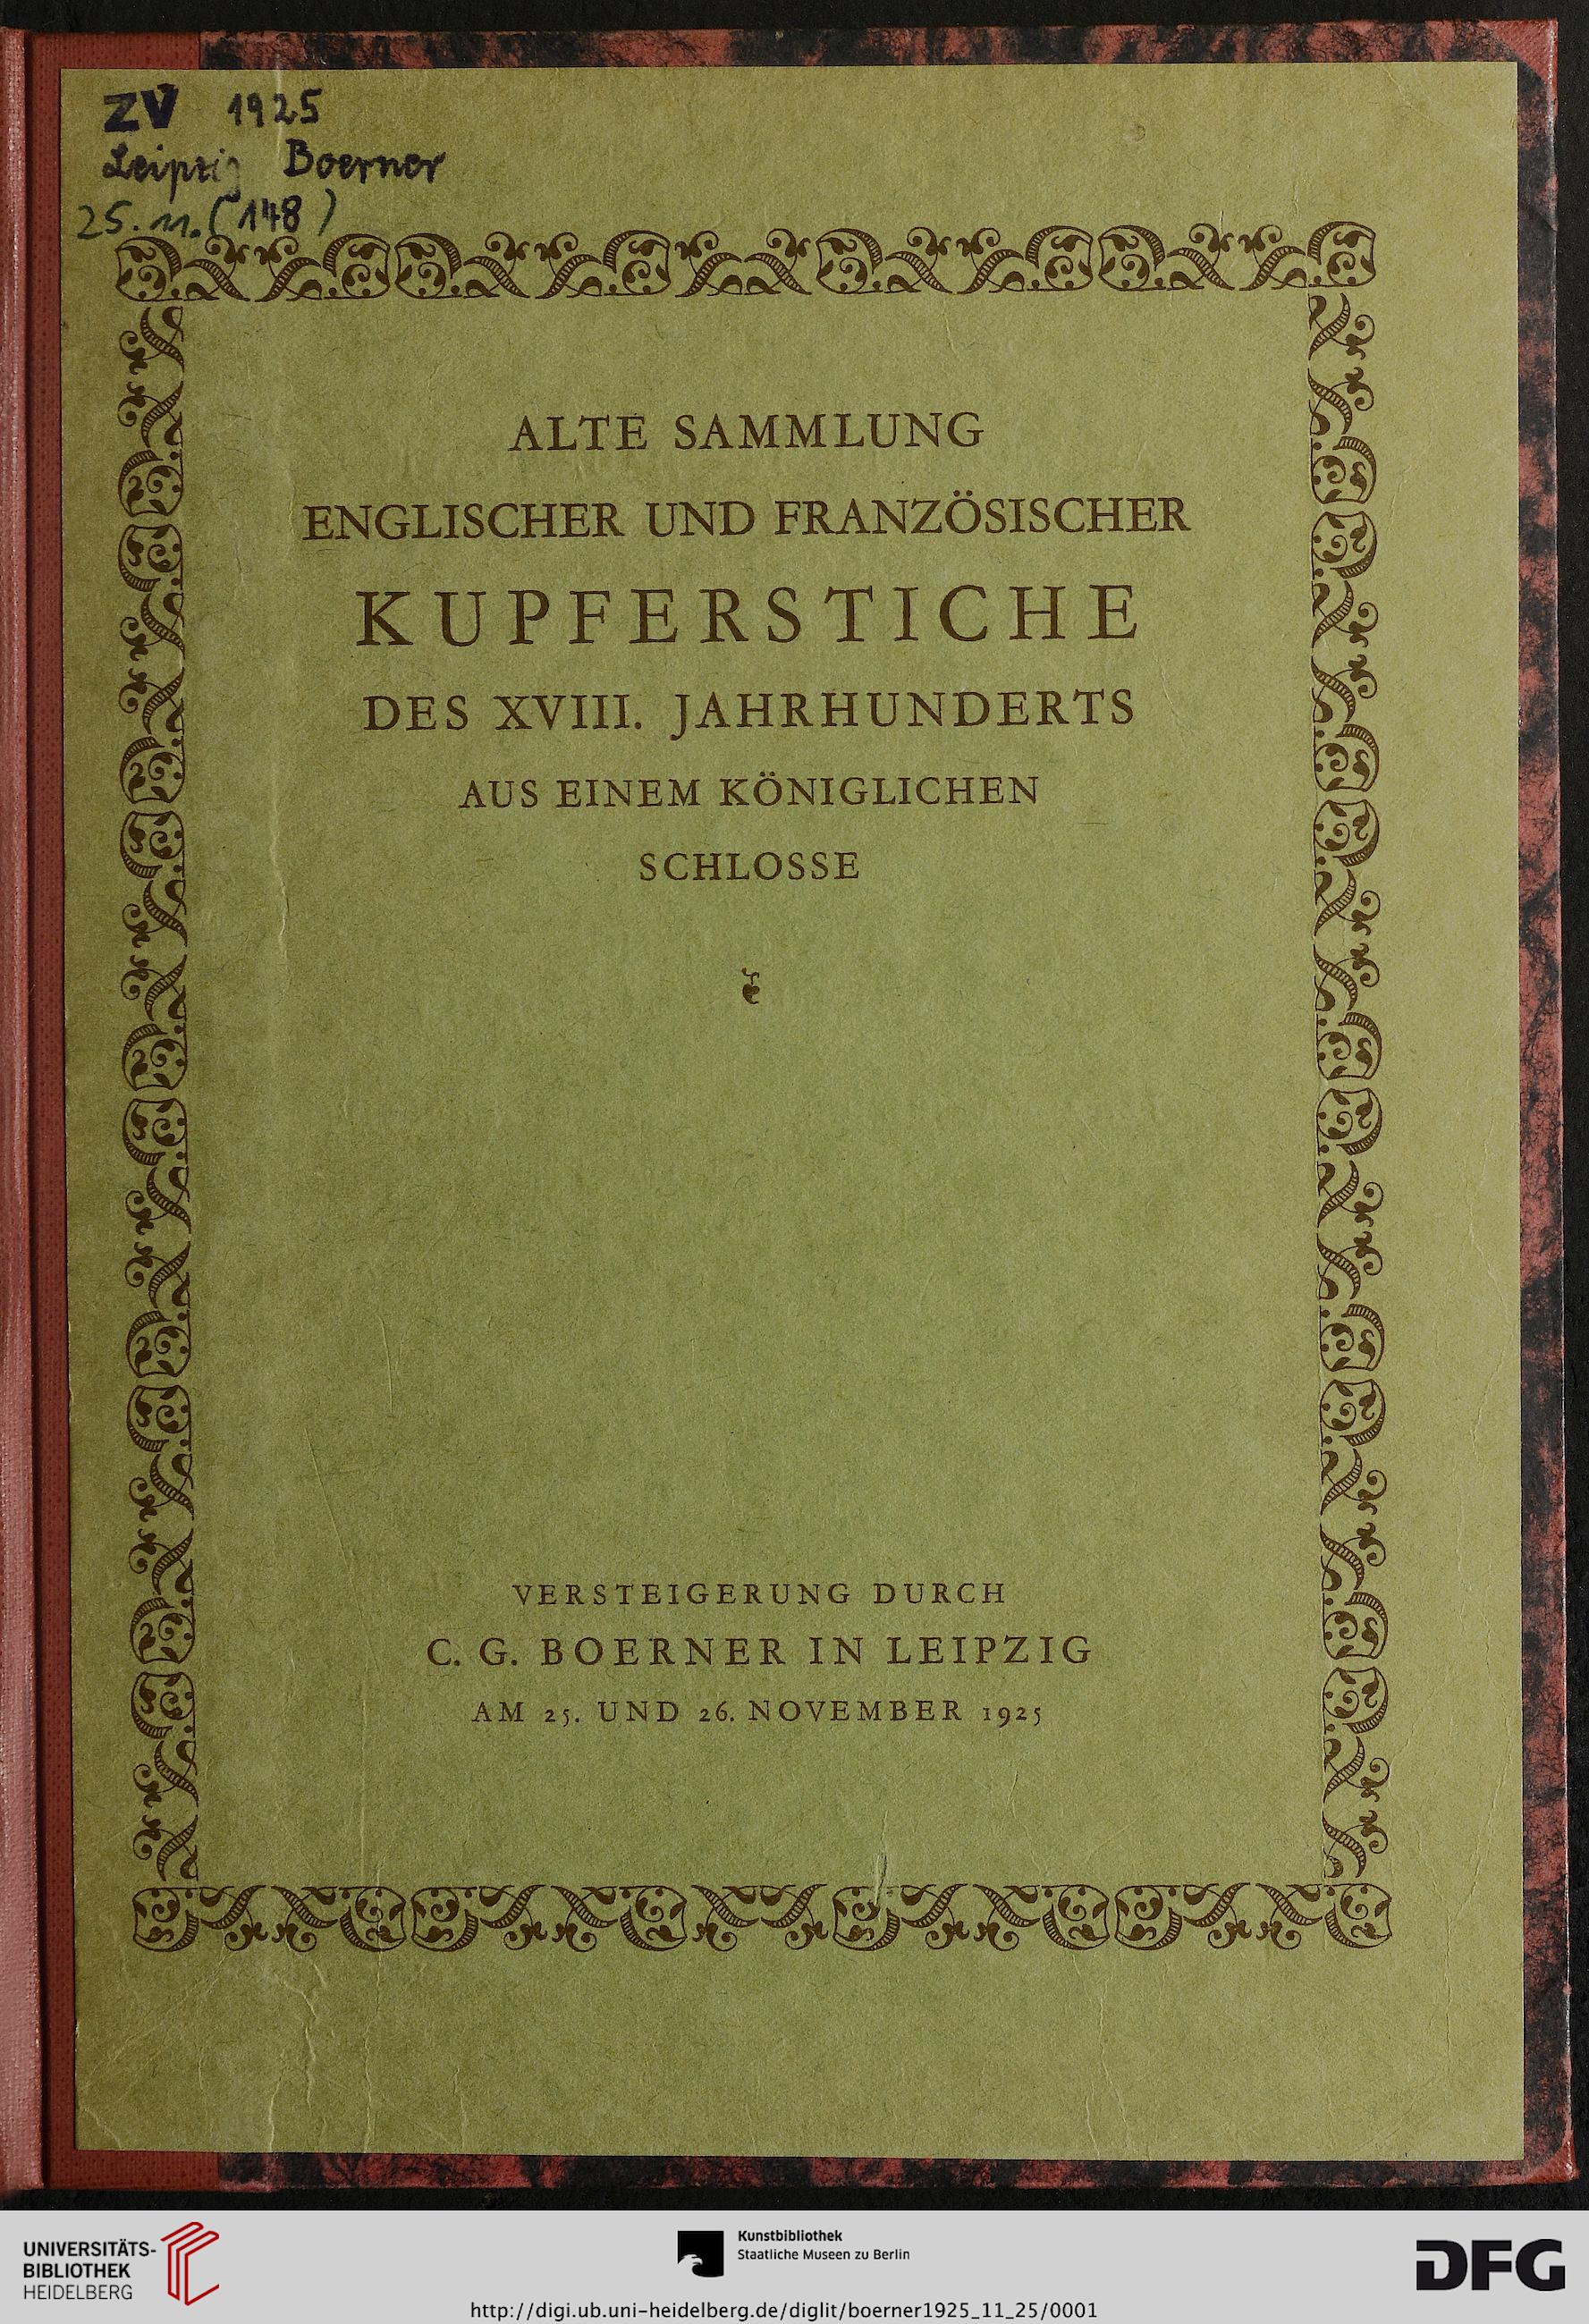 ZV 1925
Leipzig Boerner
25. 11. (148)
ALTE SAMMLUNG
ENGLISCHER UND FRANZÖSISCHER
KUPFERSTICHE
DES XVIII. JAHRHUNDERTS
AUS EINEM KÖNIGLICHEN
SCHLOSSE
VERSTEIGERUNG DURCH
C. G. BOERNER IN LEIPZIG
AM 25. UND 26. NOVEMBER 1925
UNIVERSITÄTS-
BIBLIOTHEK
HEIDELBERG
Kunstbibliothek
Staatliche Museen zu Berlin
DFG
http://digi.ub.uni-heidelberg.de/diglit/boerner1925_11_25/0001